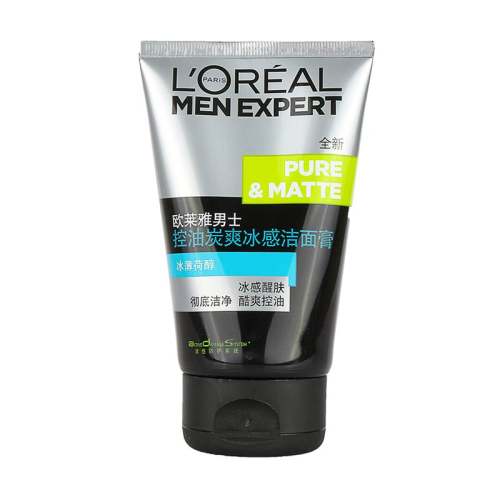 L'ORÉAL
PARIS
MEN EXPERT
全新
PURE
& MATTE
欧莱雅男士
控油炭爽冰感洁面膏
冰薄荷醇
冰感醒肤
彻底洁净 酷爽控油